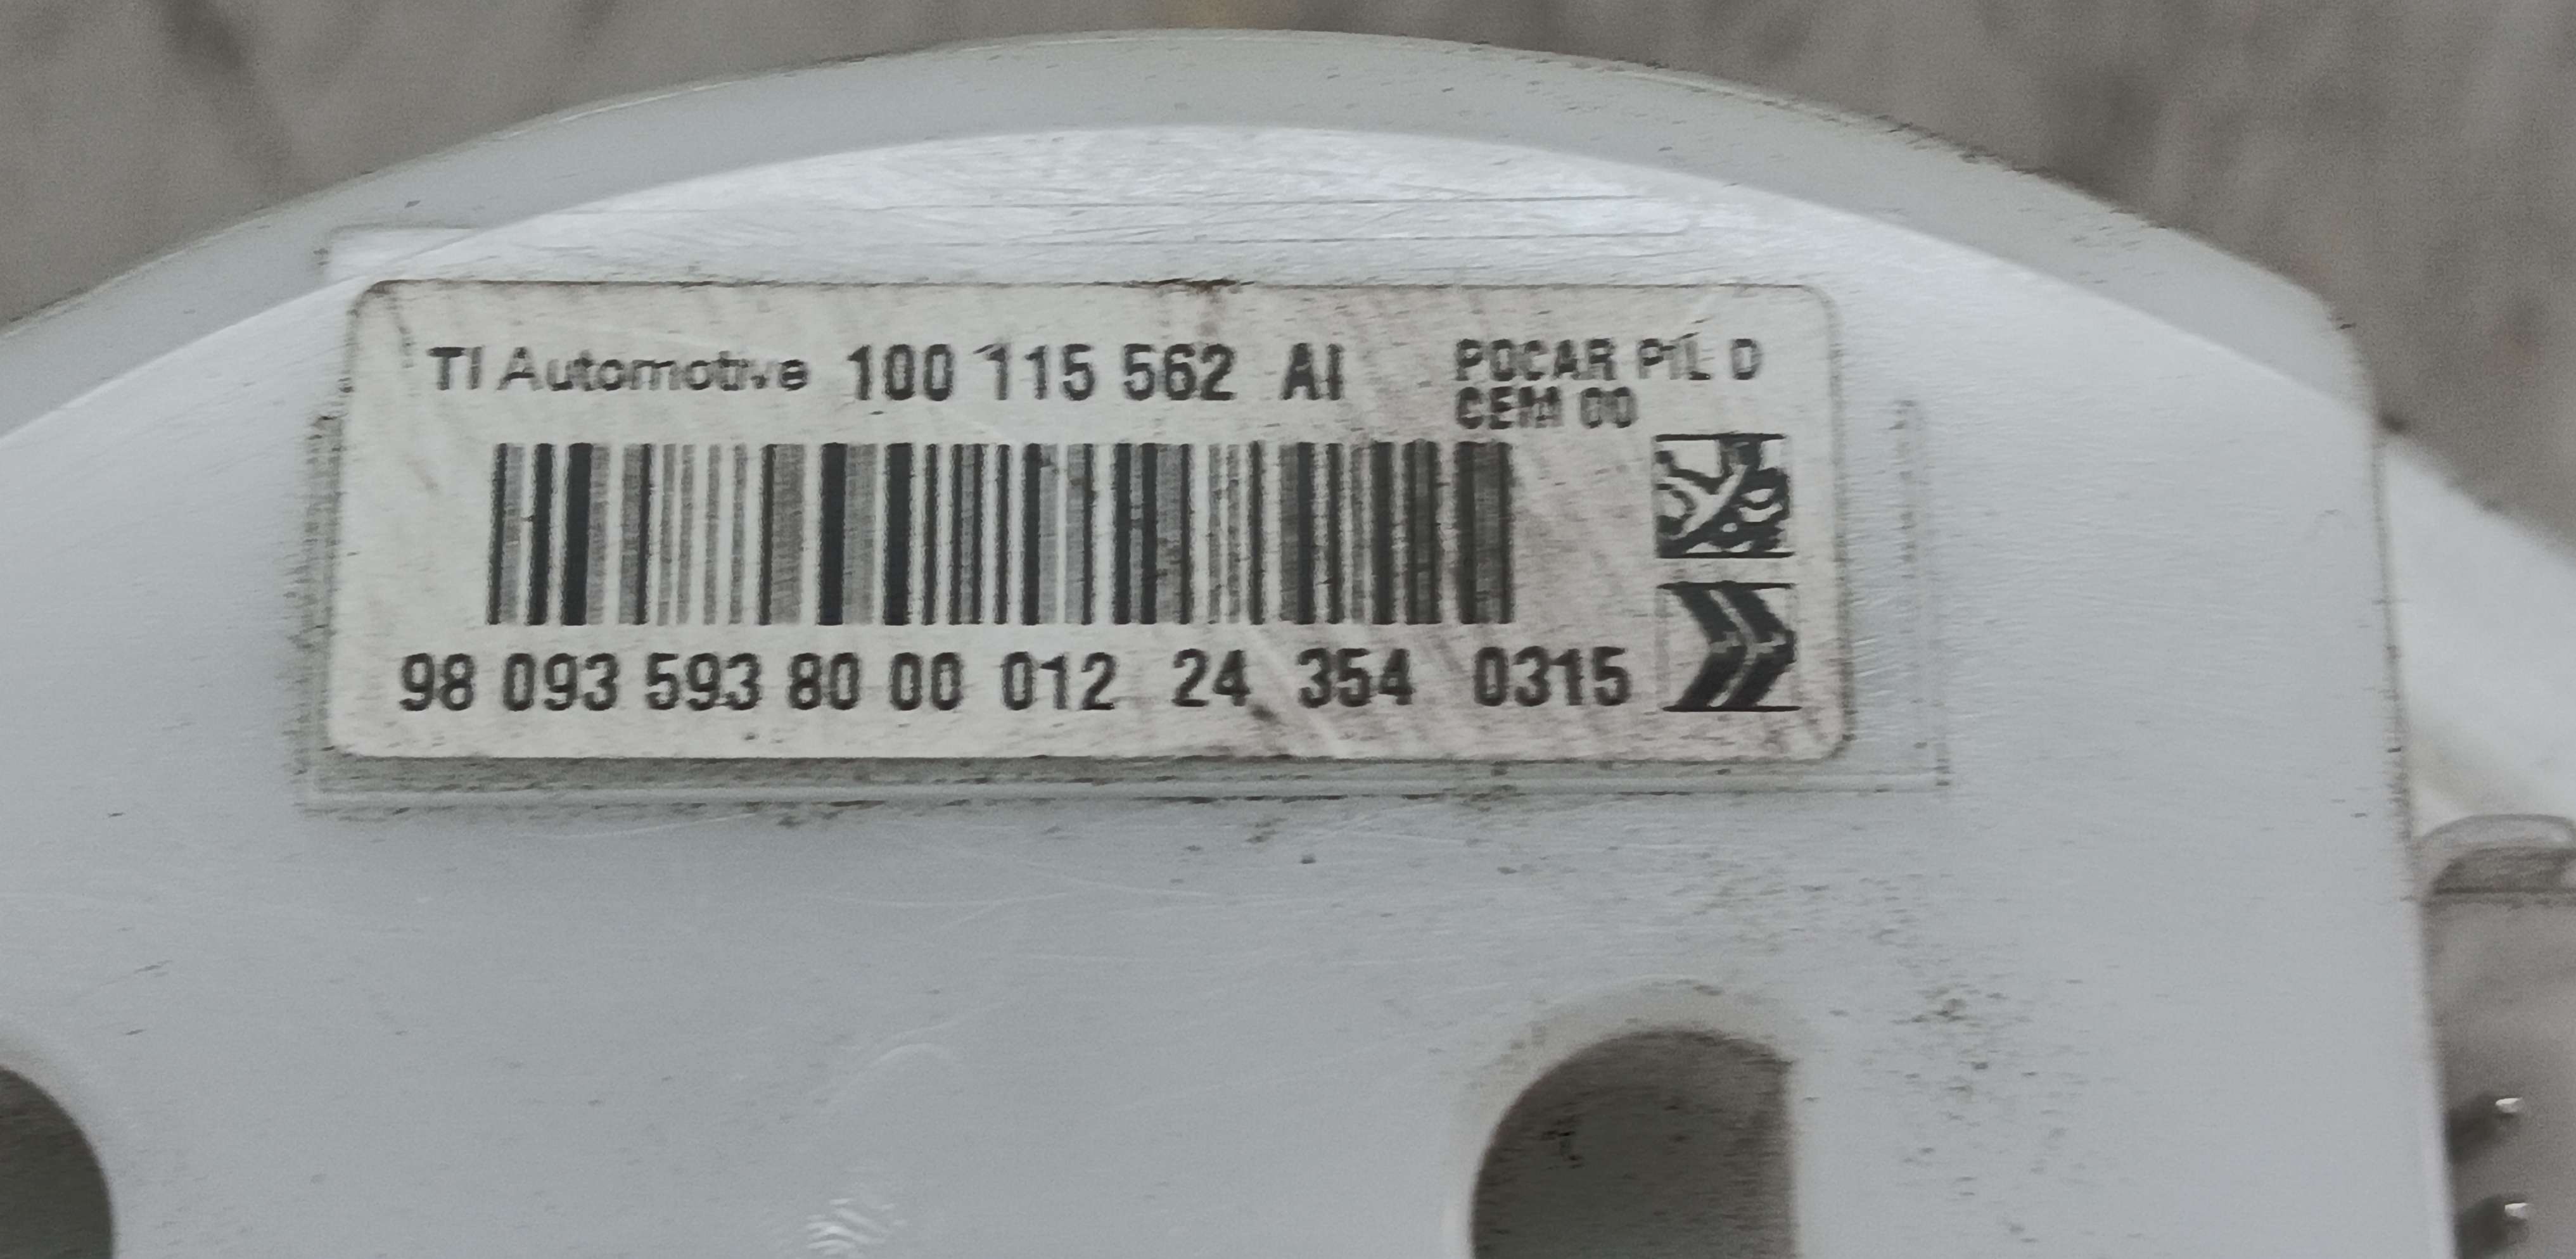 TI Automotive 100 115 562 AI POCAR PIL D
CEM 00
98 093 593 80 00 012 24 354 0315